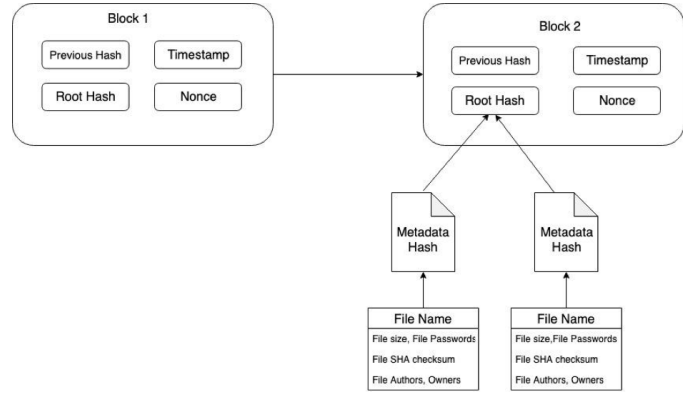 Block 1
Previous Hash
Timestamp
Root Hash
Nonce
Block 2
Previous Hash
Timestamp
Root Hash
Nonce
Metadata
Hash
Metadata
Hash
File Name
File size, File Passwords
File SHA checksum
File Authors, Owners
File Name
File size,File Passwords
File SHA checksum
File Authors, Owners